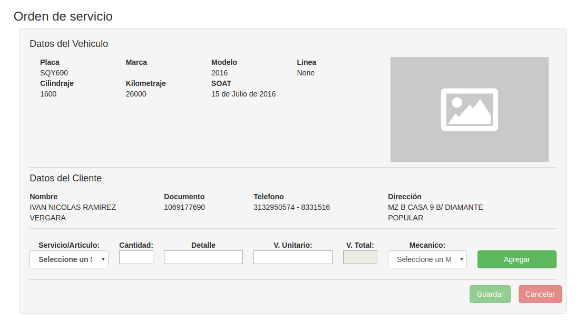 Orden de servicio
Datos del Vehiculo
Placa Marca Modelo Linea
SQY690 2016 None
Cilindraje Kilometraje SOAT
1600 26000 15 de Julio de 2016
Datos del Cliente
Nombre Documento Telefono Dirección
IVAN NICOLAS RAMIREZ 1069177690 3132950574 - 8331516 MZ B CASA 9 B/ DIAMANTE
VERGARA POPULAR
Servicio/Articulo: Cantidad: Detalle V. Unitario: V. Total: Mecanico:
Seleccione un Seleccione un M Agregar
Guardar Cancelar